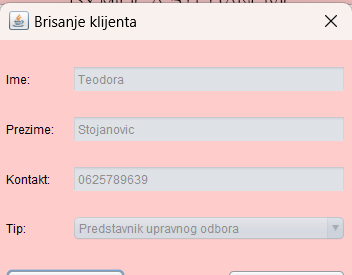 Brisanje klijenta
Ime: Teodora
Prezime: Stojanovic
Kontakt: 0625789639
Tip: Predstavnik upravnog odbora